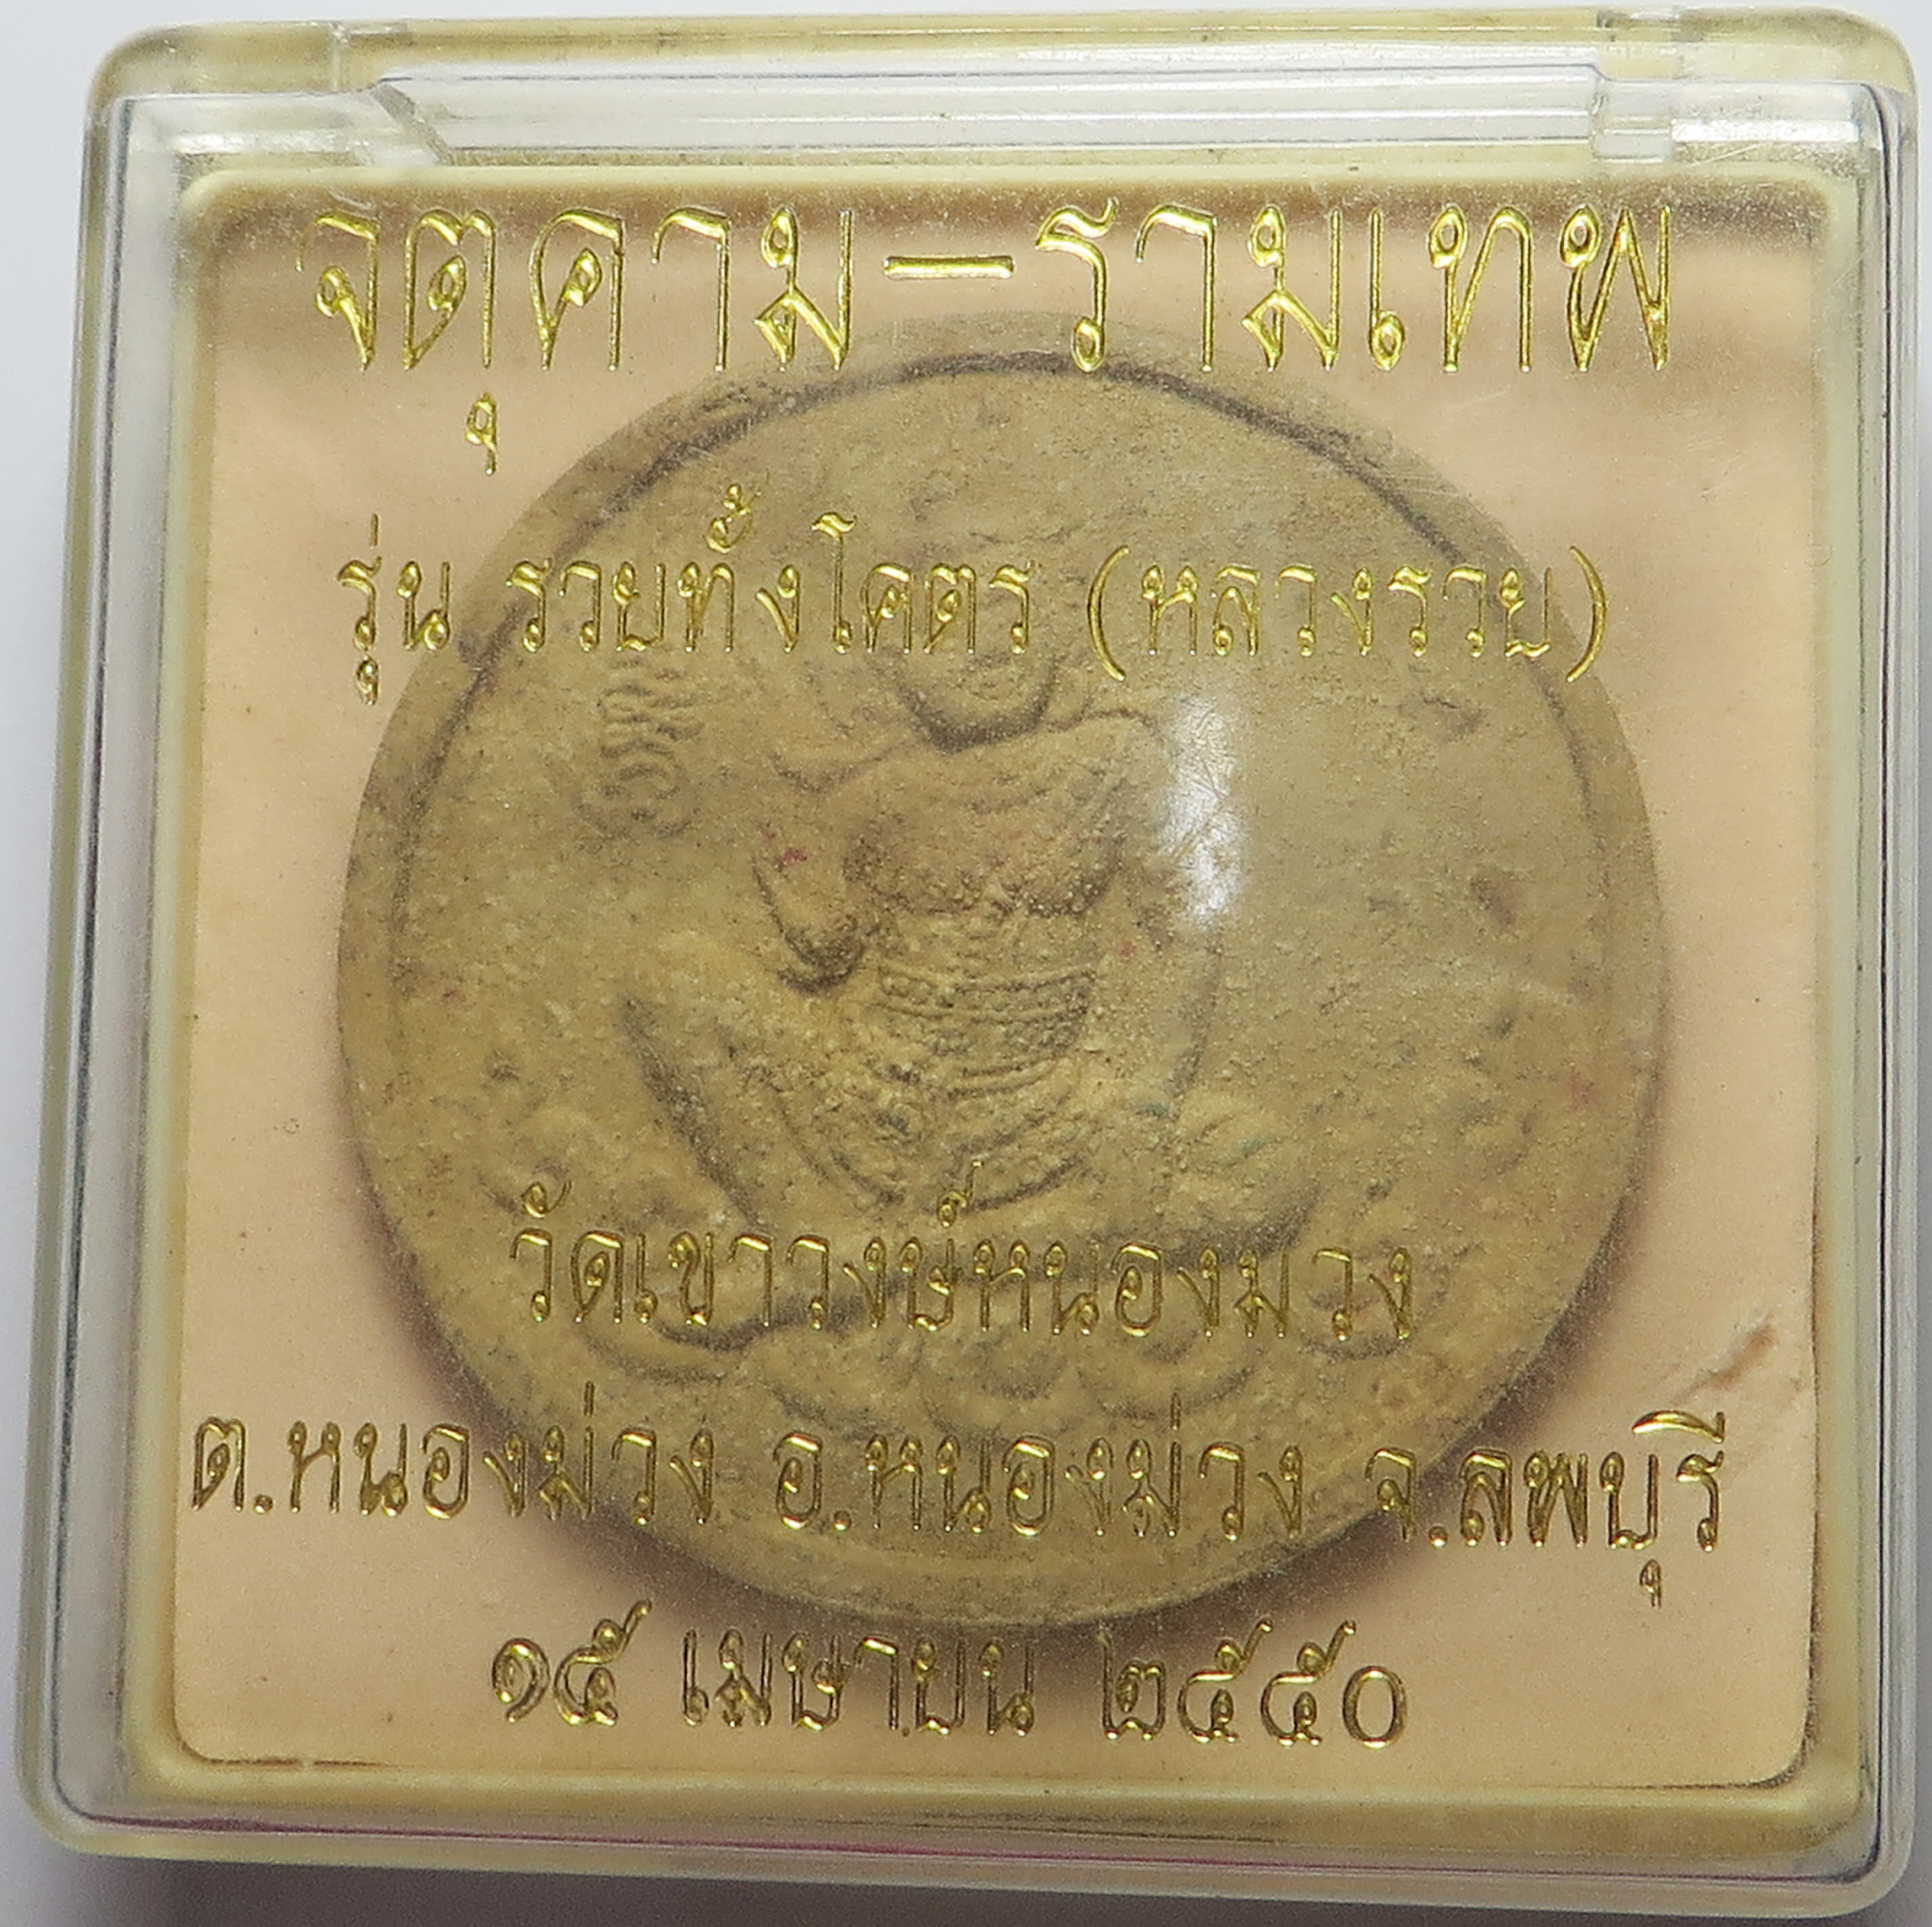 จตุคาม-รามเทพ
รุ่น รวยทั้งโคตร (หลวงรวย)
วัดเขาวงษ์หนองม่วง
ต.หนองม่วง อ.หนองม่วง จ.ลพบุรี
๑๕ เมษายน ๒๕๕๐